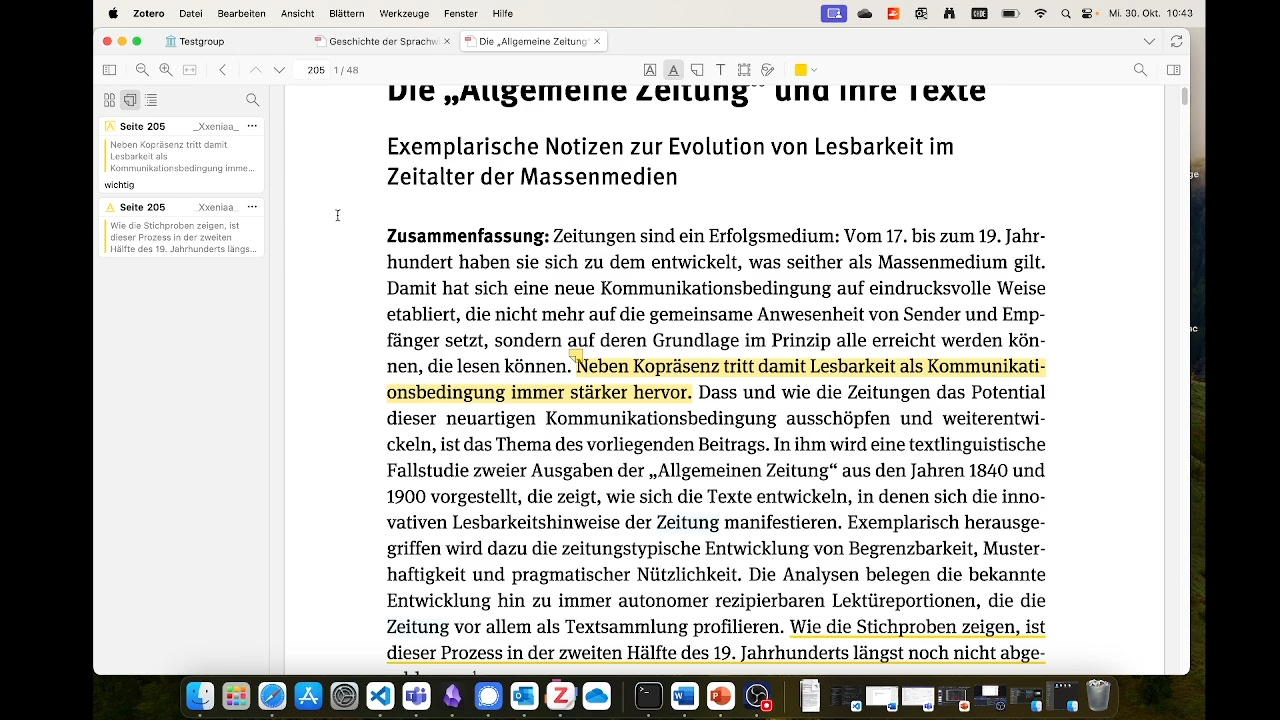 Zotero Datei Bearbeiten Ansicht Blättern Werkzeuge Fenster Hilfe Mi. 30. Okt. 10:43
Testgroup Geschichte der Sprachwi Die „Allgemeine Zeitung“
205 1 / 48
Seite 205 _Xxeniaa_
Neben Kopräsenz tritt damit
Lesbarkeit als
Kommunikationsbedingung imme...
wichtig
Seite 205 _Xxeniaa_
Wie die Stichproben zeigen, ist
dieser Prozess in der zweiten
Hälfte des 19. Jahrhunderts längs...
Die „Allgemeine Zeitung“ und ihre Texte
Exemplarische Notizen zur Evolution von Lesbarkeit im
Zeitalter der Massenmedien
Zusammenfassung: Zeitungen sind ein Erfolgsmedium: Vom 17. bis zum 19. Jahr-
hundert haben sie sich zu dem entwickelt, was seither als Massenmedium gilt.
Damit hat sich eine neue Kommunikationsbedingung auf eindrucksvolle Weise
etabliert, die nicht mehr auf die gemeinsame Anwesenheit von Sender und Emp-
fänger setzt, sondern auf deren Grundlage im Prinzip alle erreicht werden kön-
nen, die lesen können. Neben Kopräsenz tritt damit Lesbarkeit als Kommunikati-
onsbedingung immer stärker hervor. Dass und wie die Zeitungen das Potential
dieser neuartigen Kommunikationsbedingung ausschöpfen und weiterentwi-
ckeln, ist das Thema des vorliegenden Beitrags. In ihm wird eine textlinguistische
Fallstudie zweier Ausgaben der „Allgemeinen Zeitung“ aus den Jahren 1840 und
1900 vorgestellt, die zeigt, wie sich die Texte entwickeln, in denen sich die inno-
vativen Lesbarkeitshinweise der Zeitung manifestieren. Exemplarisch herausge-
griffen wird dazu die zeitungstypische Entwicklung von Begrenzbarkeit, Muster-
haftigkeit und pragmatischer Nützlichkeit. Die Analysen belegen die bekannte
Entwicklung hin zu immer autonomer rezipierbaren Lektüreportionen, die die
Zeitung vor allem als Textsammlung profilieren. Wie die Stichproben zeigen, ist
dieser Prozess in der zweiten Hälfte des 19. Jahrhunderts längst noch nicht abge-